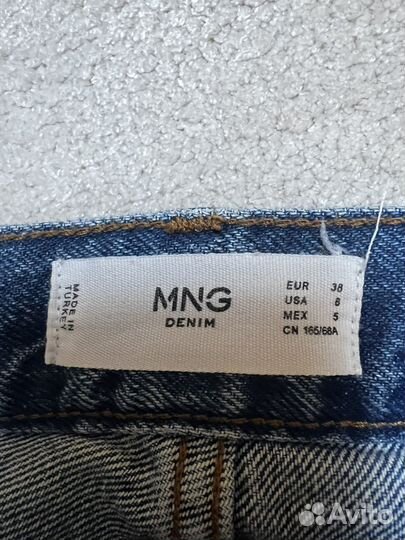 MADE IN
TURKEY
MNG
DENIM
EUR 38
USA 6
MEX 5
CN 165/68A
Avito